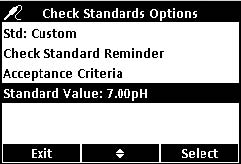 Check Standards Options
Std: Custom
Check Standard Reminder
Acceptance Criteria
Standard Value: 7.00pH
Exit Select